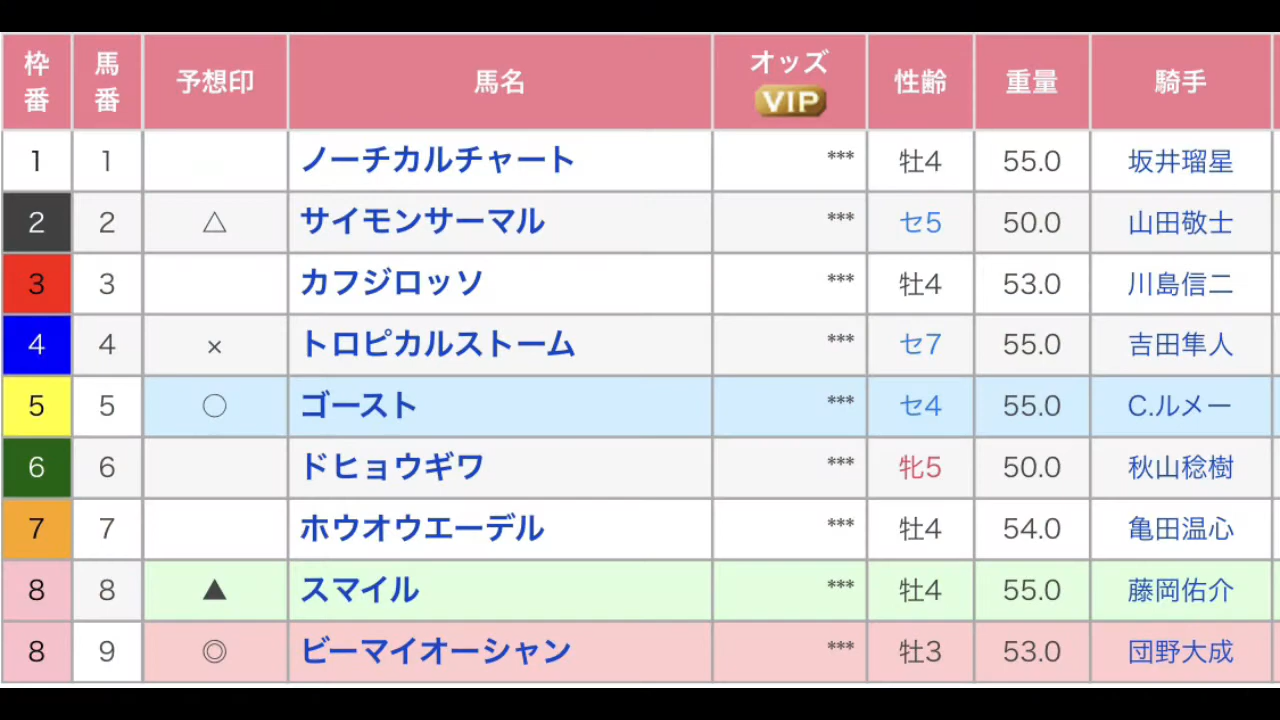 枠番 馬番 予想印 馬名 オッズ VIP 性齢 重量 騎手
1 1 ノーチカルチャート *** 牡4 55.0 坂井瑠星
2 2 △ サイモンサーマル *** セ5 50.0 山田敬士
3 3 カフジロッソ *** 牡4 53.0 川島信二
4 4 × トロピカルストーム *** セ7 55.0 吉田隼人
5 5 ○ ゴースト *** セ4 55.0 C.ルメー
6 6 ドヒョウギワ *** 牝5 50.0 秋山稔樹
7 7 ホウオウエーデル *** 牡4 54.0 亀田温心
8 8 ▲ スマイル *** 牡4 55.0 藤岡佑介
8 9 ◎ ビーマイオーシャン *** 牡3 53.0 団野大成